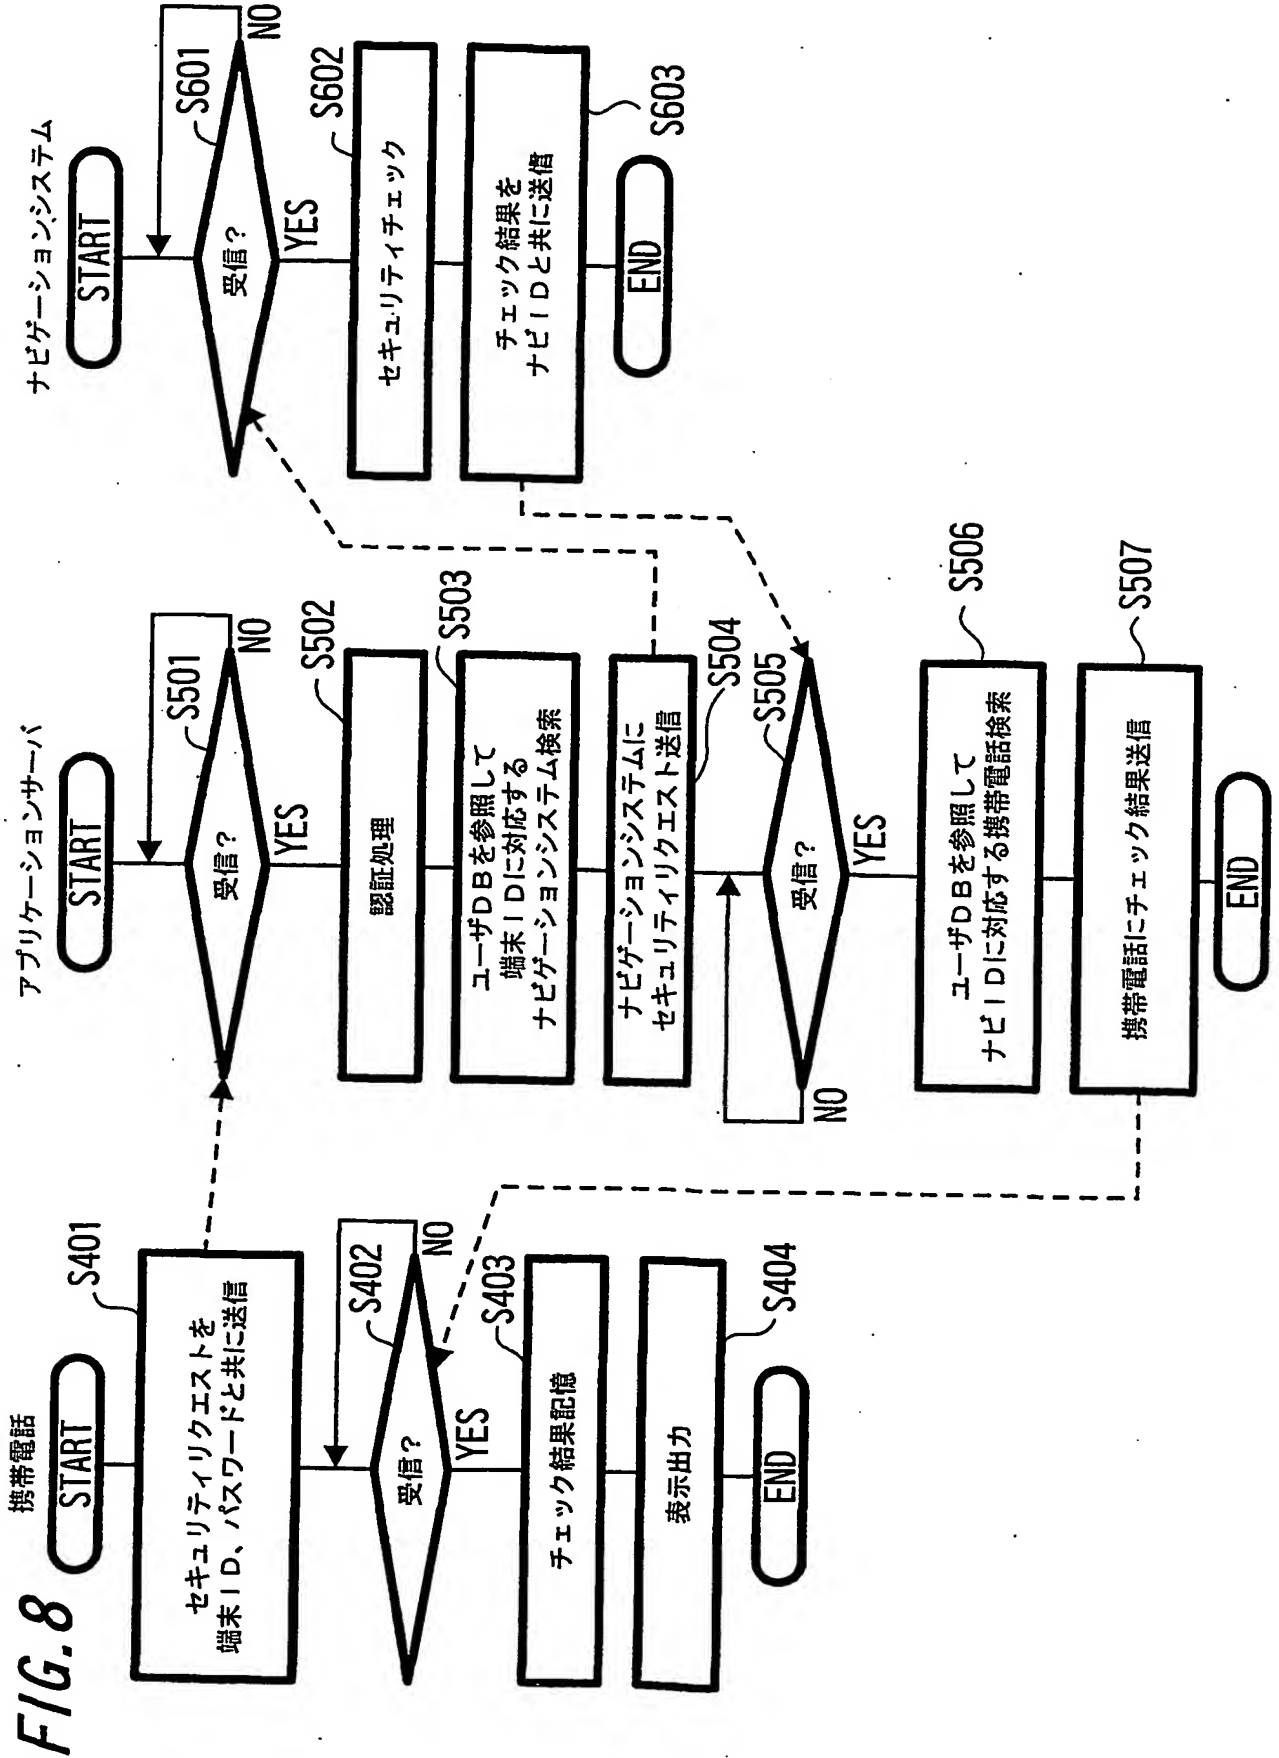 FIG.8
携帯電話
START
S401
セキュリティリクエストを
端末ID、パスワードと共に送信
S402
受信?
NO
YES
S403
チェック結果記憶
S404
表示出力
END
アプリケーションサーバ
START
S501
受信?
NO
YES
S502
認証処理
S503
ユーザDBを参照して
端末IDに対応する
ナビゲーションシステム検索
S504
ナビゲーションシステムに
セキュリティリクエスト送信
S505
受信?
NO
YES
S506
ユーザDBを参照して
ナビIDに対応する携帯電話検索
S507
携帯電話にチェック結果送信
END
ナビゲーションシステム
START
S601
受信?
NO
YES
S602
セキュリティチェック
S603
チェック結果を
ナビIDと共に送信
END